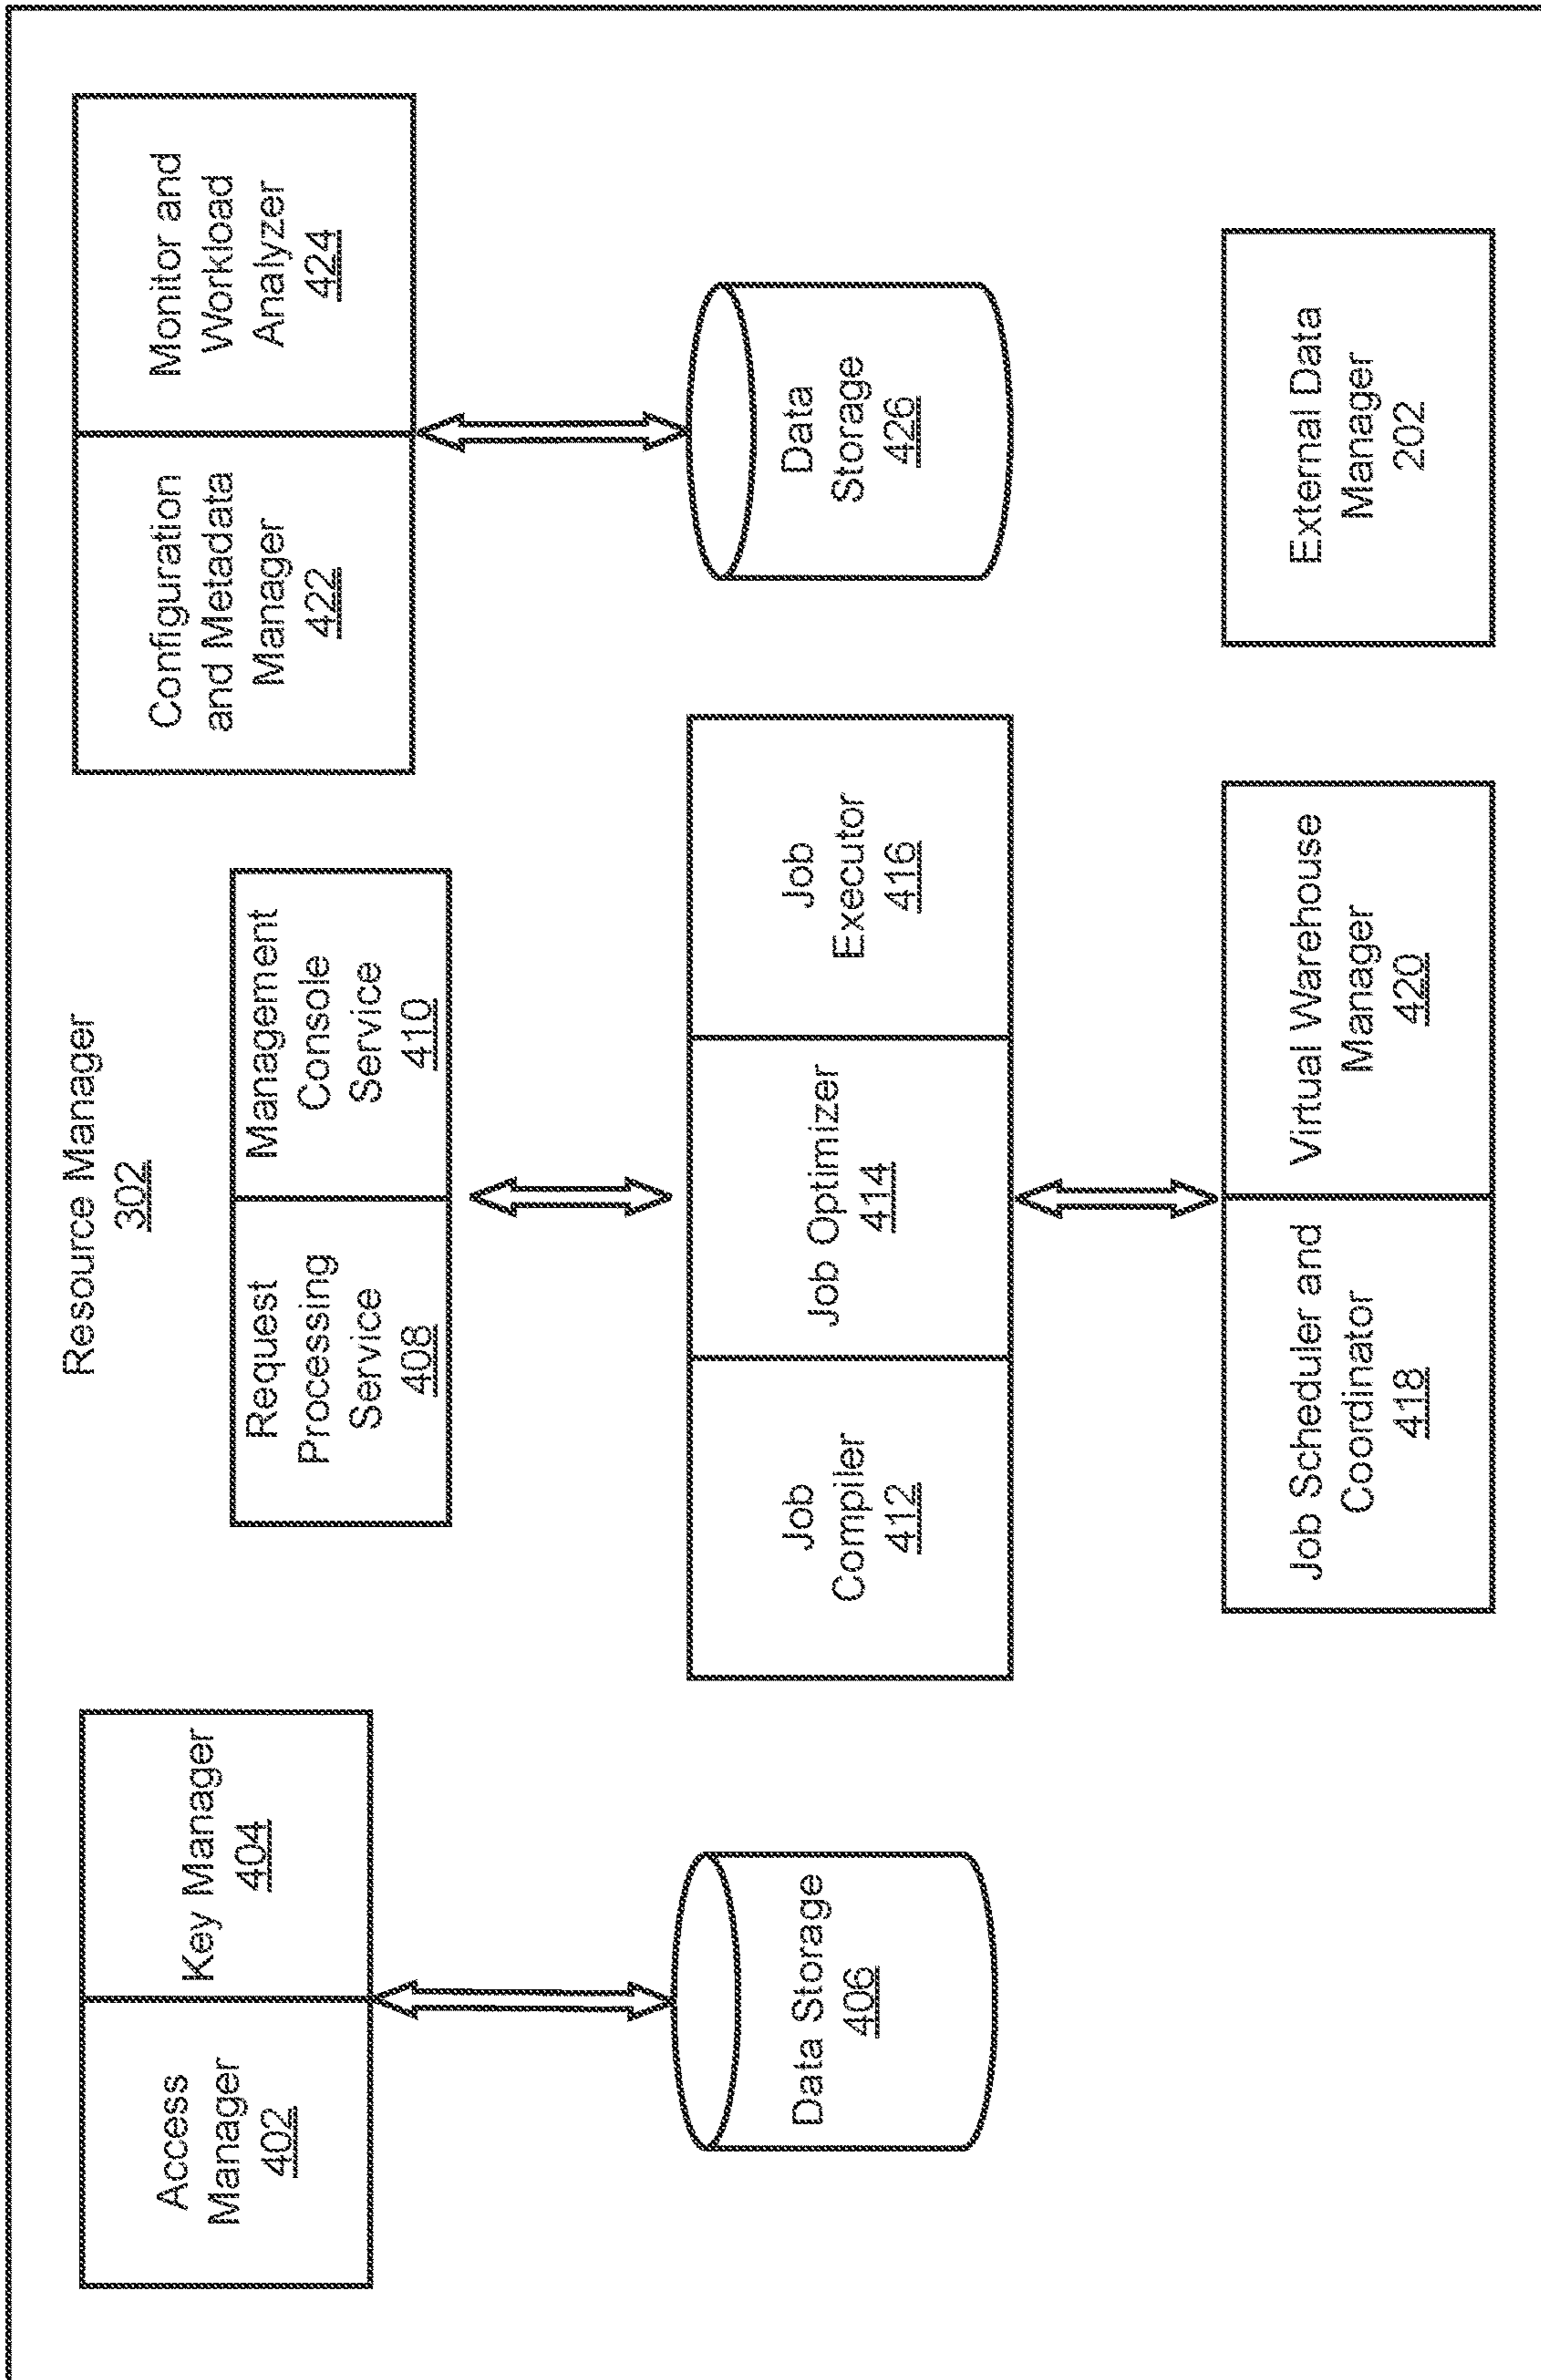 Resource Manager
302
Access
Manager
402
Key Manager
404
Data Storage
406
Request
Processing
Service
408
Management
Console
Service
410
Job
Compiler
412
Job Optimizer
414
Job
Executor
416
Job Scheduler and
Coordinator
418
Virtual Warehouse
Manager
420
Configuration
and Metadata
Manager
422
Monitor and
Workload
Analyzer
424
Data
Storage
426
External Data
Manager
202